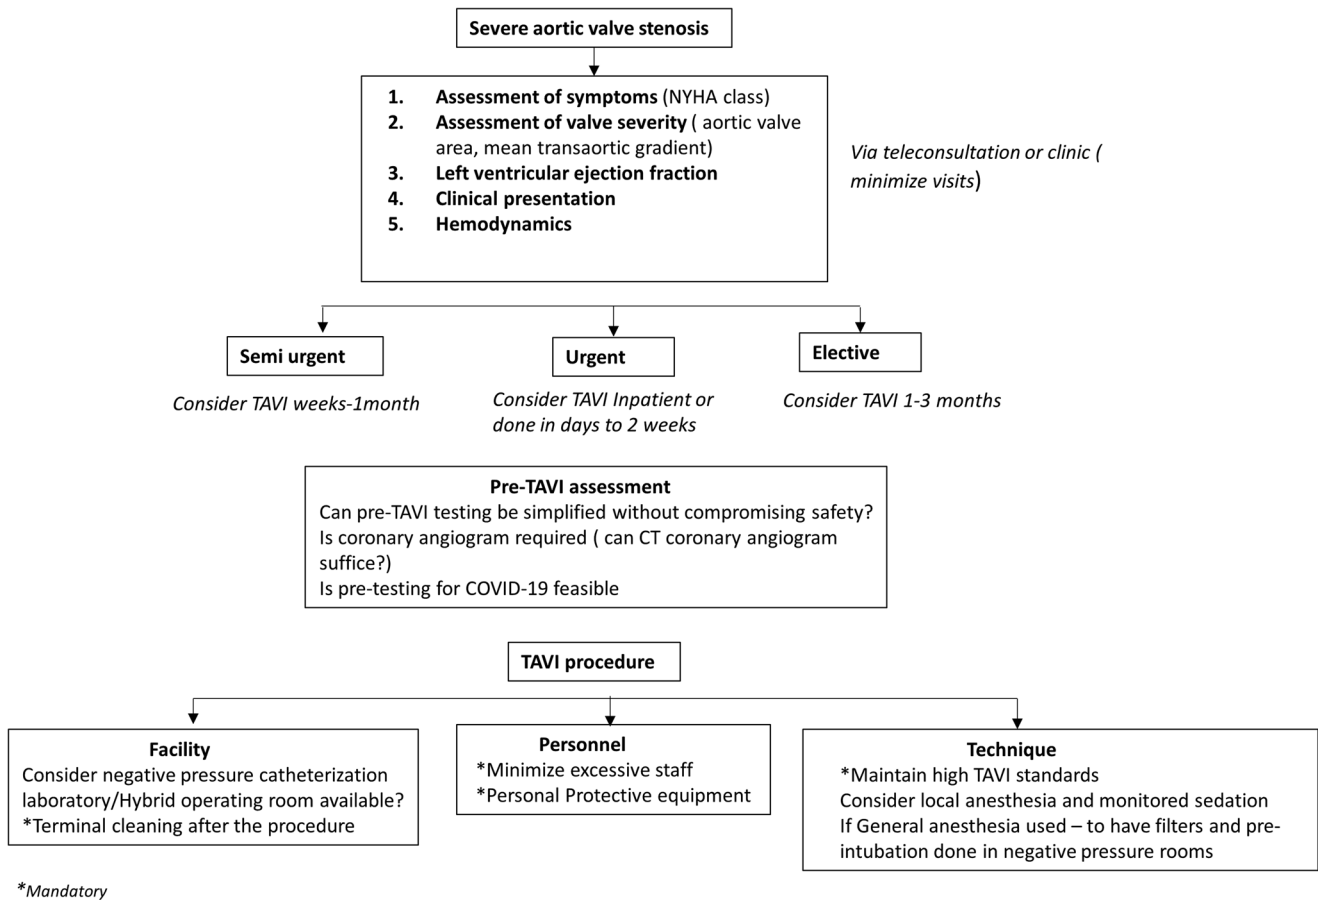 Severe aortic valve stenosis
1. Assessment of symptoms (NYHA class)
2. Assessment of valve severity ( aortic valve
area, mean transaortic gradient)
3. Left ventricular ejection fraction
4. Clinical presentation
5. Hemodynamics
Via teleconsultation or clinic (
minimize visits)
Semi urgent
Consider TAVI weeks-1month
Urgent
Consider TAVI Inpatient or
done in days to 2 weeks
Elective
Consider TAVI 1-3 months
Pre-TAVI assessment
Can pre-TAVI testing be simplified without compromising safety?
Is coronary angiogram required ( can CT coronary angiogram
suffice?)
Is pre-testing for COVID-19 feasible
TAVI procedure
Facility
Consider negative pressure catheterization
laboratory/Hybrid operating room available?
*Terminal cleaning after the procedure
Personnel
*Minimize excessive staff
*Personal Protective equipment
Technique
*Maintain high TAVI standards
Consider local anesthesia and monitored sedation
If General anesthesia used – to have filters and pre-
intubation done in negative pressure rooms
*Mandatory